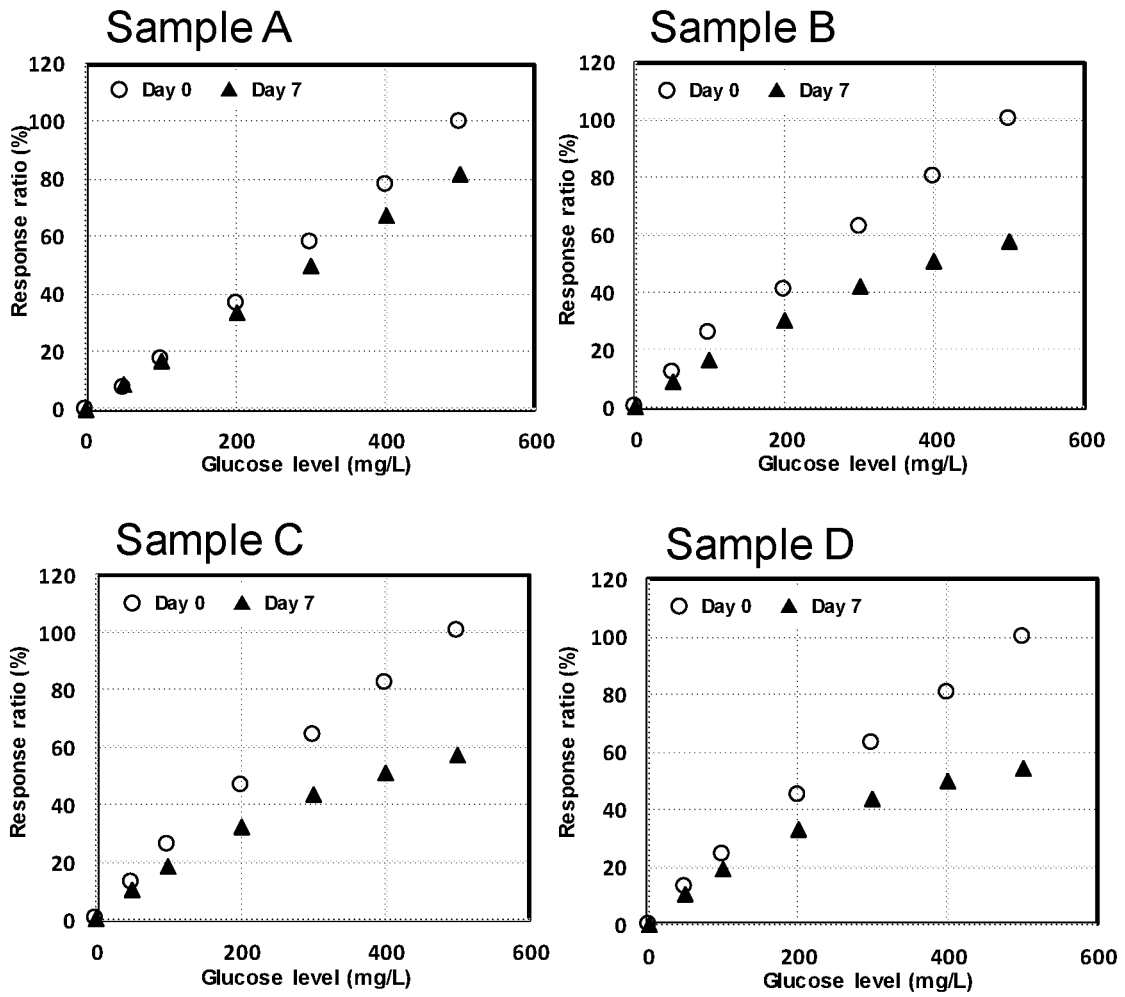 Sample A
120
100
80
60
40
20
0
Response ratio (%)
Day 0 Day 7
0 200 400 600
Glucose level (mg/L)
Sample B
120
100
80
60
40
20
0
Response ratio (%)
Day 0 Day 7
0 200 400 600
Glucose level (mg/L)
Sample C
120
100
80
60
40
20
0
Response ratio (%)
Day 0 Day 7
0 200 400 600
Glucose level (mg/L)
Sample D
120
100
80
60
40
20
0
Response ratio (%)
Day 0 Day 7
0 200 400 600
Glucose level (mg/L)